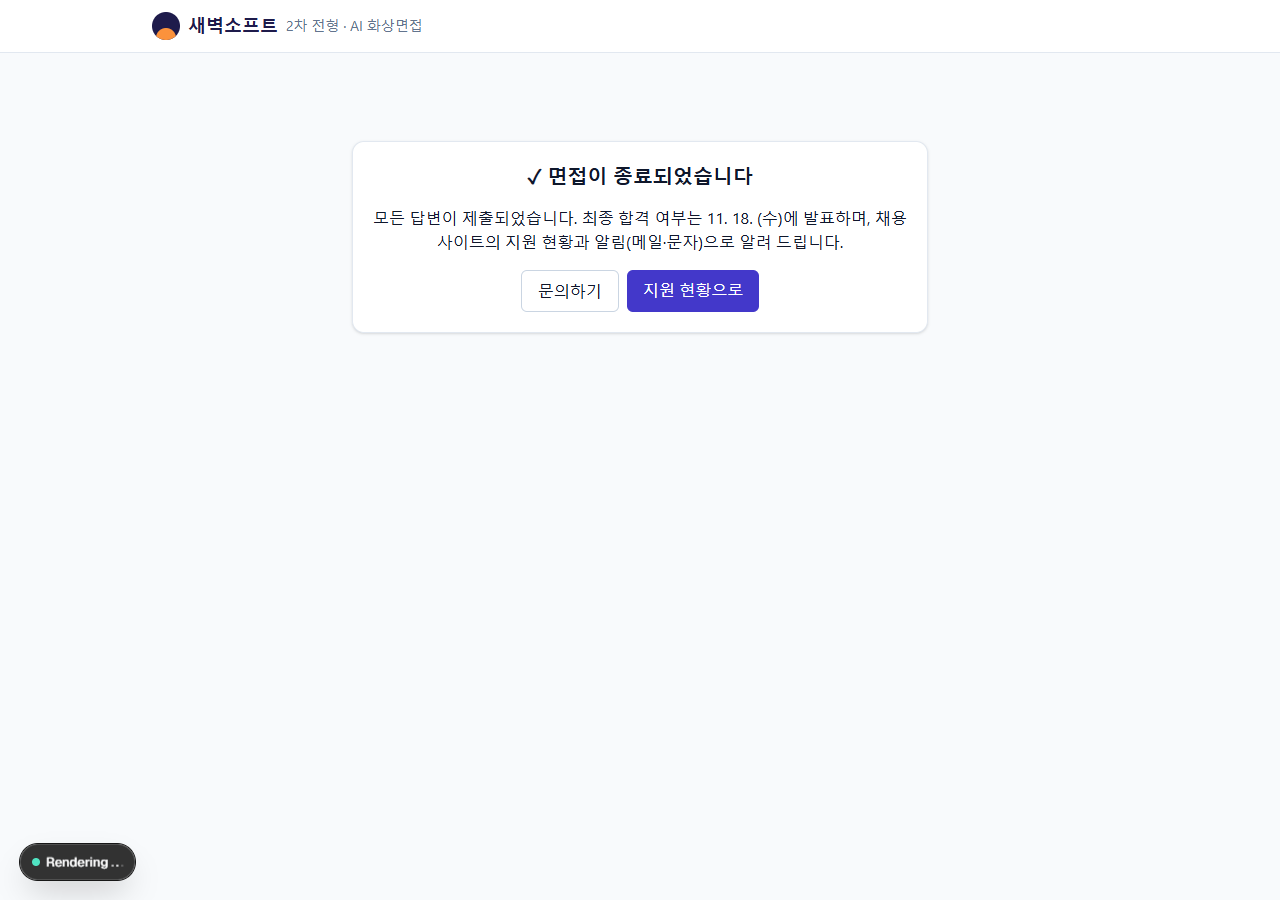 새벽소프트 2차 전형 · AI 화상면접
✓ 면접이 종료되었습니다
모든 답변이 제출되었습니다. 최종 합격 여부는 11. 18. (수)에 발표하며, 채용
사이트의 지원 현황과 알림(메일·문자)으로 알려 드립니다.
문의하기 지원 현황으로
Rendering ...